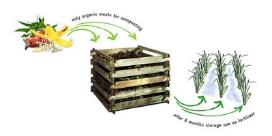 only organic waste for composting
after 8 months storage use as fertilizer